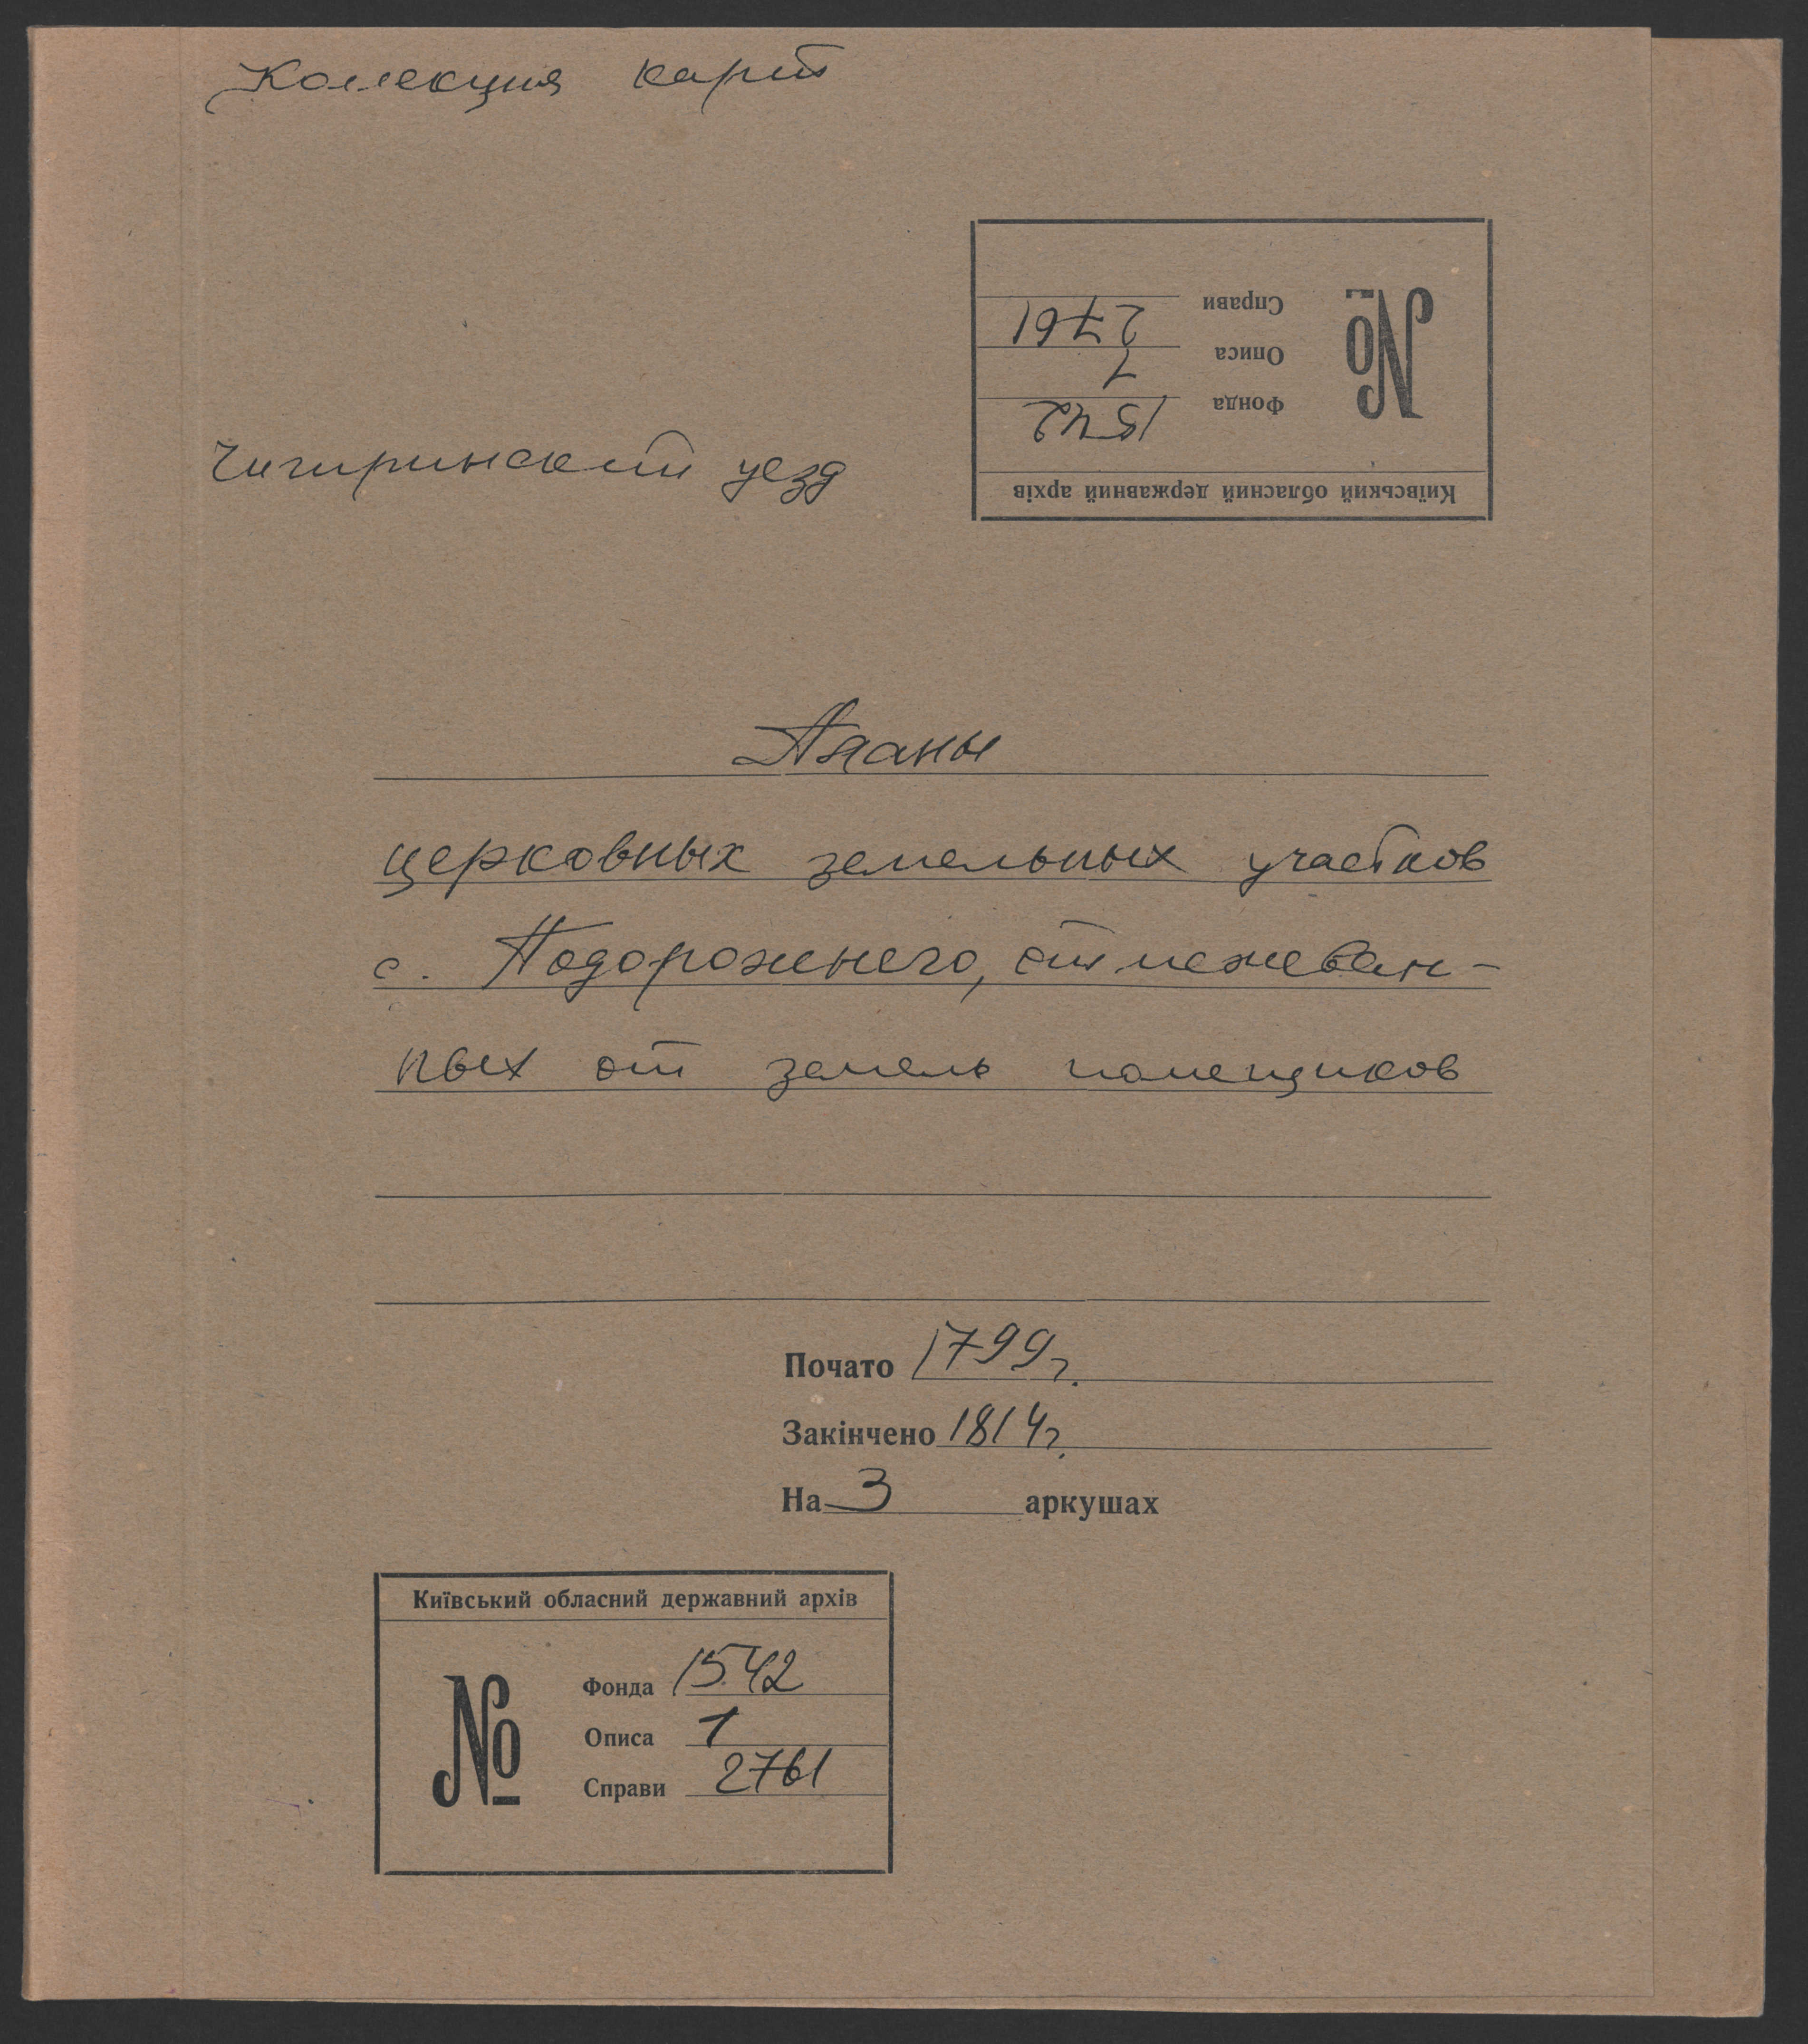 Колекция карт
№
Справи 2761
Описа 1
Фонда 1542
Київський обласний державний архів
Чигиринский уезд
Планы
церковных земельных участков
с. Подорожнего, отмежеван-
ных от земель помещиков
Почато 1799 г.
Закінчено 1814 г.
На 3 аркушах
Київський обласний державний архів
№
Фонда 1542
Описа 1
Справи 2761